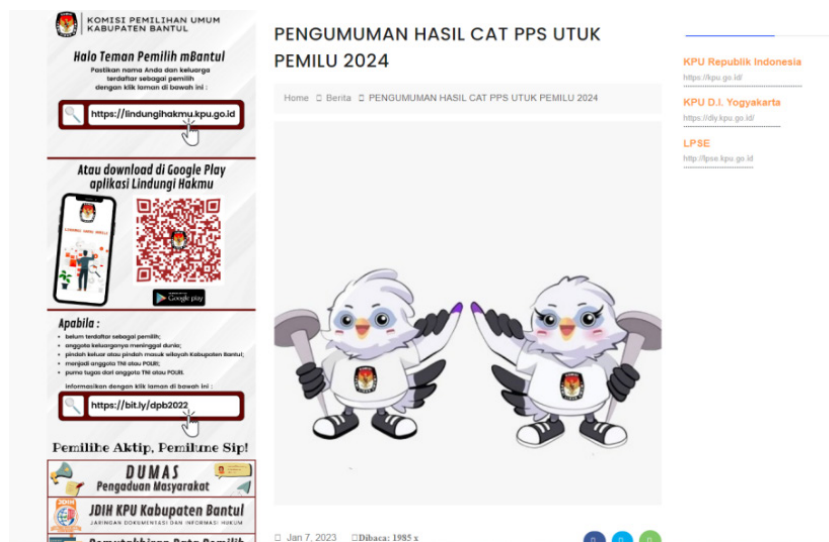 KOMISI PEMILIHAN UMUM
KABUPATEN BANTUL
Halo Teman Pemilih mBantul
Pastikan nama Anda dan keluarga
terdaftar sebagai pemilih
dengan klik laman di bawah ini :
https://lindungihakmu.kpu.go.id
Atau download di Google Play
aplikasi Lindungi Hakmu
Google play
Apabila :
• belum terdaftar sebagai pemilih;
• anggota keluarganya meninggal dunia;
• pindah keluar atau pindah masuk wilayah Kabupaten Bantul;
• menjadi anggota TNI atau POLRI;
• purna tugas dari anggota TNI atau POLRI.
Informasikan dengan klik laman di bawah ini :
https://bit.ly/dpb2022
Pemilihe Aktip, Pemilune Sip!
DUMAS
Pengaduan Masyarakat
JDIH KPU Kabupaten Bantul
JARINGAN DOKUMENTASI DAN INFORMASI HUKUM
Pemutakhiran Data Pemilih
PENGUMUMAN HASIL CAT PPS UTUK
PEMILU 2024
Home Berita PENGUMUMAN HASIL CAT PPS UTUK PEMILU 2024
Jan 7, 2023 Dibaca: 1985 x
KPU Republik Indonesia
https://kpu.go.id/
KPU D.I. Yogyakarta
https://diy.kpu.go.id/
LPSE
http://lpse.kpu.go.id